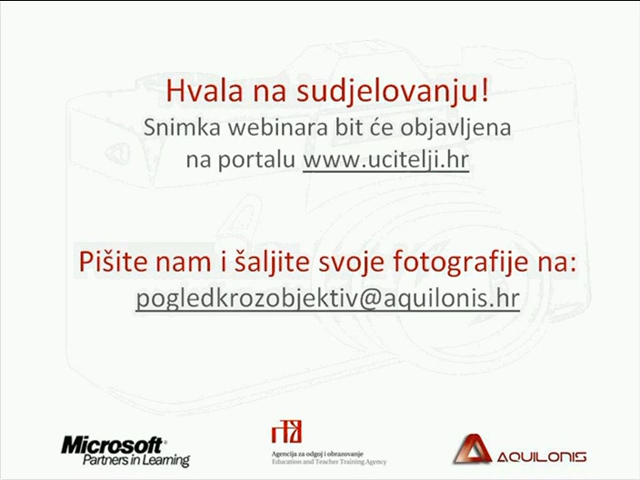 Hvala na sudjelovanju!
Snimka webinara bit će objavljena
na portalu www.ucitelji.hr
Pišite nam i šaljite svoje fotografije na:
pogledkrozobjektiv@aquilonis.hr
Microsoft
Partners in Learning
Agencija za odgoj i obrazovanje
Education and Teacher Training Agency
AQUILONIS